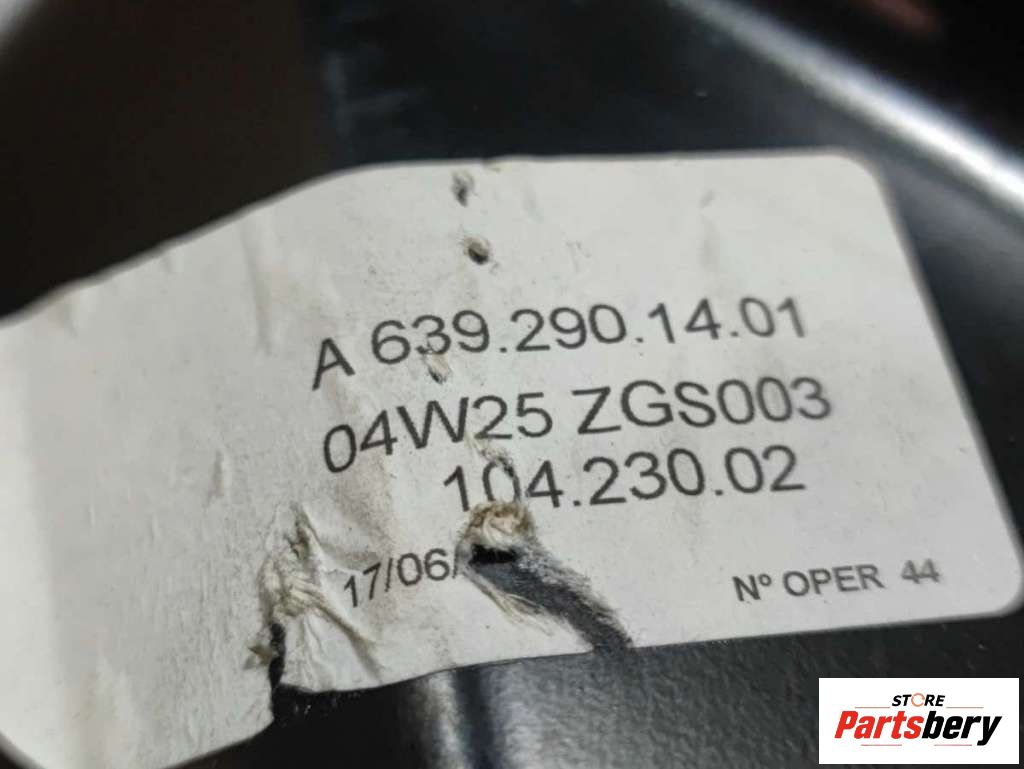 A 639.290.14.01
04W25 ZGS003
104.230.02
17/06/
Nº OPER 44
STORE
Partsbery